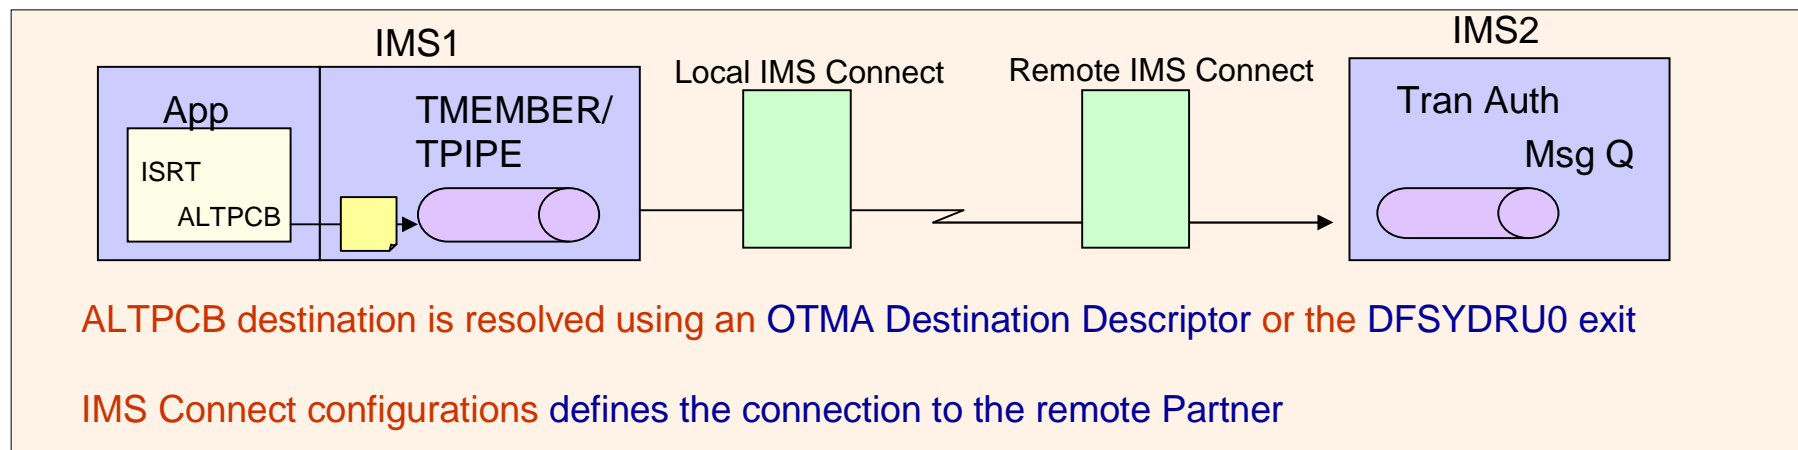 IMS1
IMS2
Local IMS Connect
Remote IMS Connect
App
ISRT
ALTPCB
TMEMBER/
TPIPE
Tran Auth
Msg Q
ALTPCB destination is resolved using an OTMA Destination Descriptor or the DFSYDRU0 exit
IMS Connect configurations defines the connection to the remote Partner